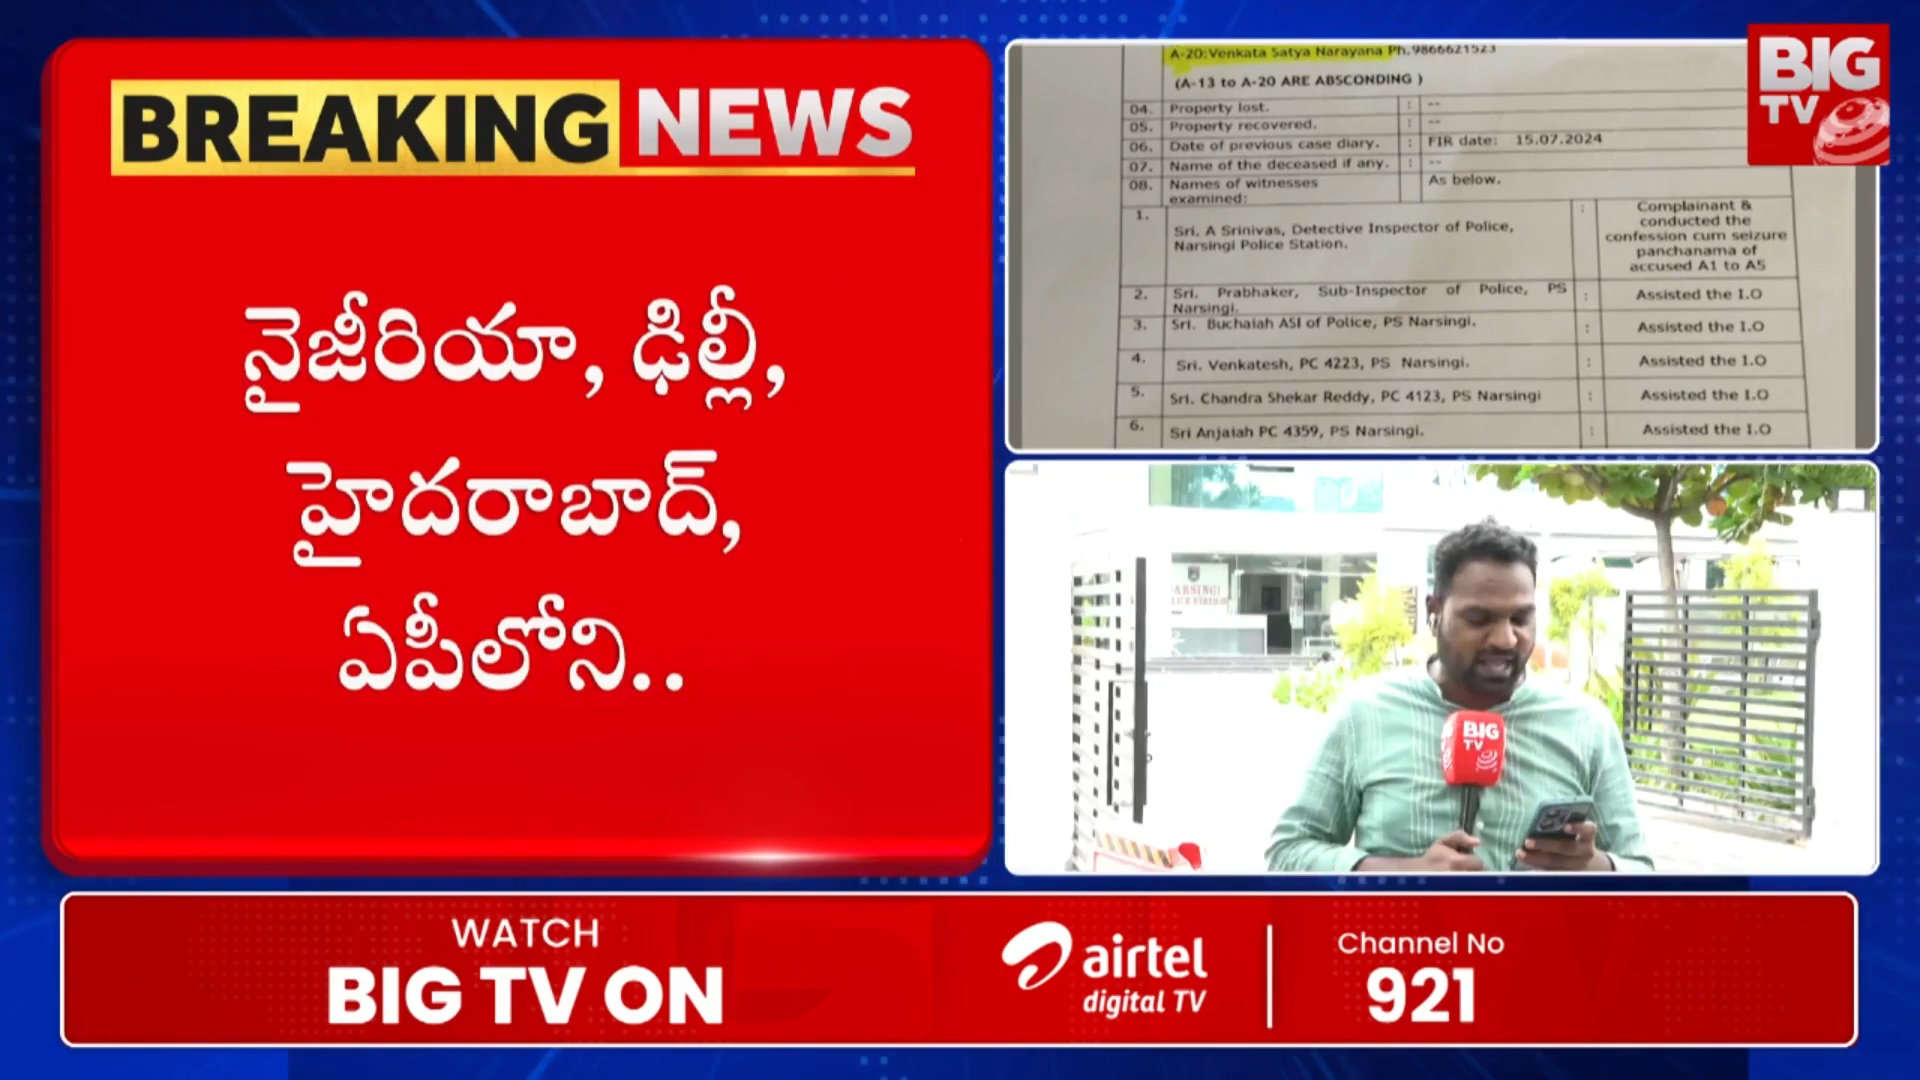 BREAKING NEWS
నైజీరియా, ఢిల్లీ,
హైదరాబాద్,
ఏపీలోని..
A-20:Venkata Satya Narayana Ph.9866621523
(A-13 to A-20 ARE ABSCONDING )
04. Property lost. : --
05. Property recovered. : --
06. Date of previous case diary. : FIR date: 15.07.2024
07. Name of the deceased if any. : --
08. Names of witnesses examined: As below.
1. Sri. A Srinivas, Detective Inspector of Police,
Narsingi Police Station.
: Complainant &
conducted the
confession cum seizure
panchanama of
accused A1 to A5
2. Sri. Prabhaker, Sub-Inspector of Police, PS
Narsingi. : Assisted the I.O
3. Sri. Buchaiah ASI of Police, PS Narsingi. : Assisted the I.O
4. Sri. Venkatesh, PC 4223, PS Narsingi. : Assisted the I.O
5. Sri. Chandra Shekar Reddy, PC 4123, PS Narsingi : Assisted the I.O
6. Sri Anjaiah PC 4359, PS Narsingi. : Assisted the I.O
BIG
TV
BIG
TV
WATCH
BIG TV ON
airtel
digital TV
Channel No
921